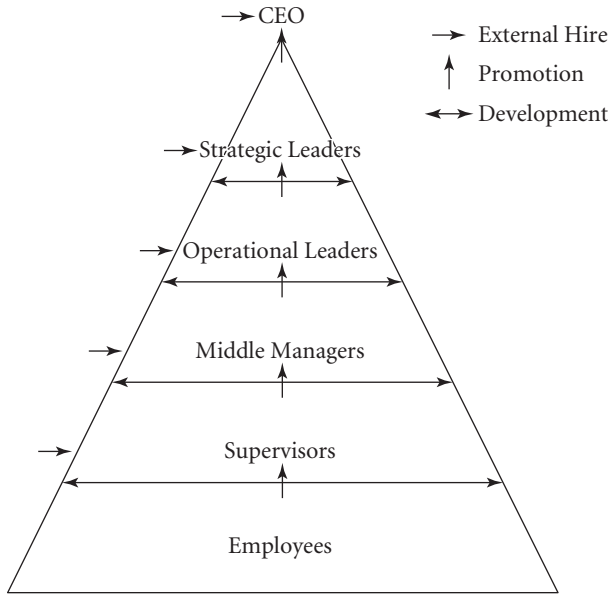 CEO
External Hire
Promotion
Development
Strategic Leaders
Operational Leaders
Middle Managers
Supervisors
Employees